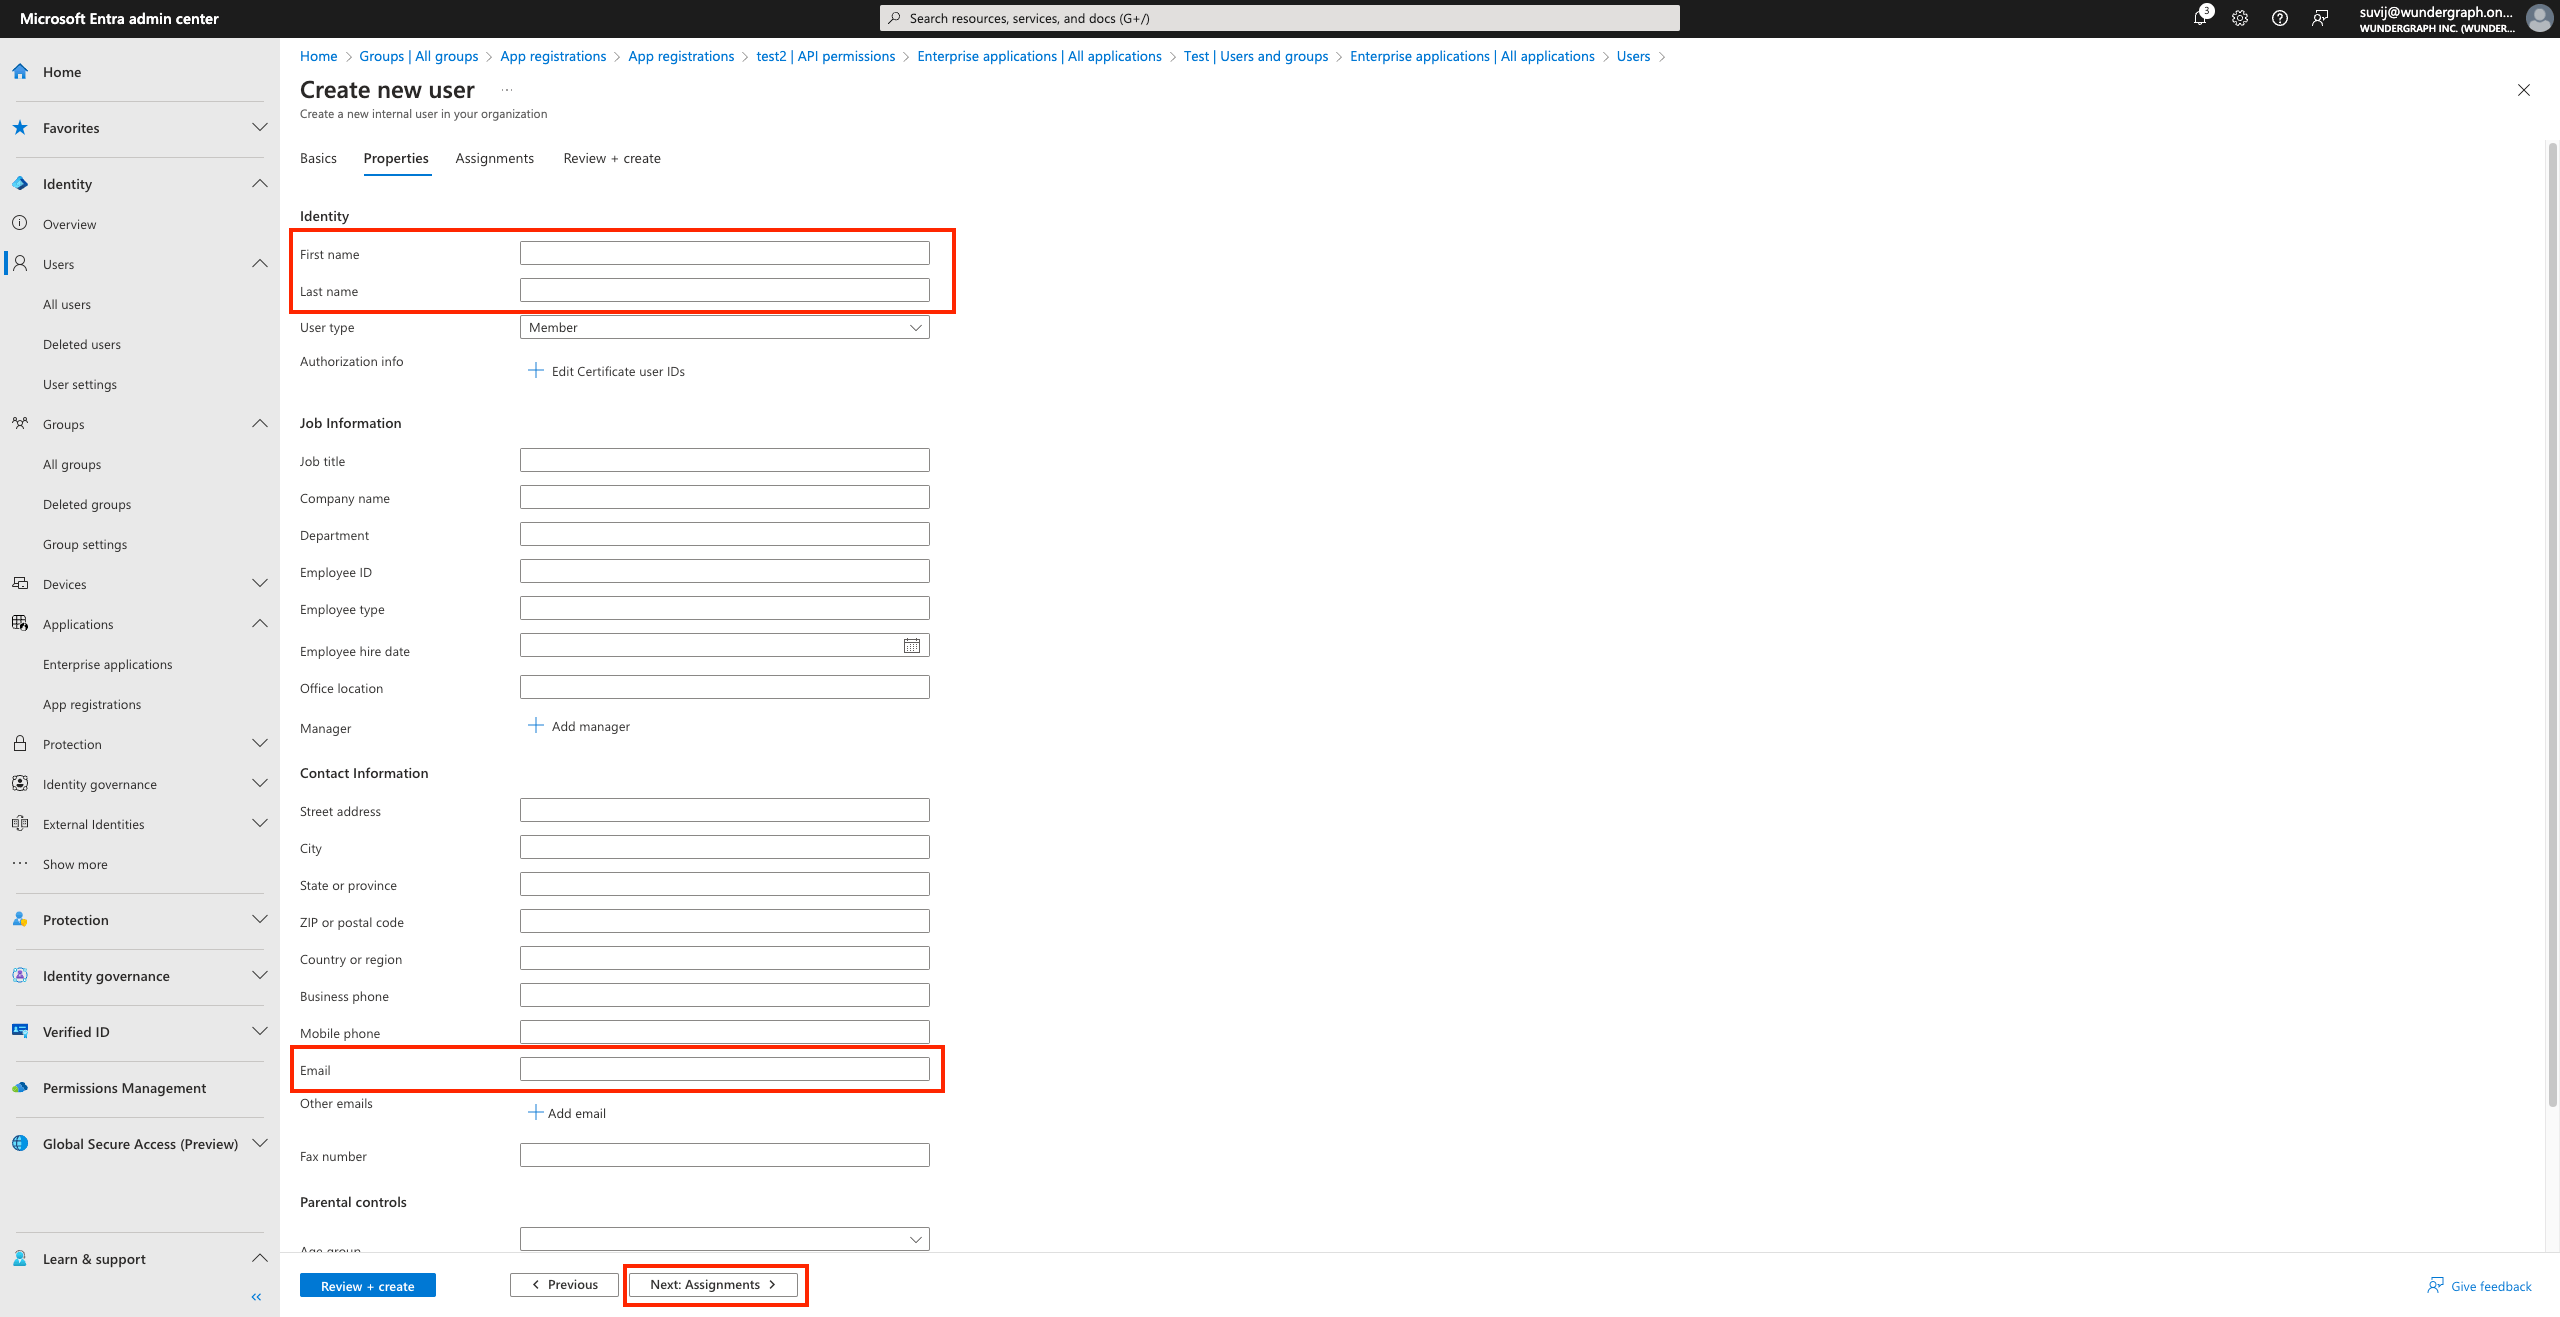 Microsoft Entra admin center
Search resources, services, and docs (G+/)
3
suvij@wundergraph.on...
WUNDERGRAPH INC. (WUNDER...
Home
Favorites
Identity
Overview
Users
All users
Deleted users
User settings
Groups
All groups
Deleted groups
Group settings
Devices
Applications
Enterprise applications
App registrations
Protection
Identity governance
External Identities
Show more
Protection
Identity governance
Verified ID
Permissions Management
Global Secure Access (Preview)
Learn & support
Home > Groups | All groups > App registrations > App registrations > test2 | API permissions > Enterprise applications | All applications > Test | Users and groups > Enterprise applications | All applications > Users >
Create new user ...
Create a new internal user in your organization
Basics Properties Assignments Review + create
Identity
First name
Last name
User type Member
Authorization info
Edit Certificate user IDs
Job Information
Job title
Company name
Department
Employee ID
Employee type
Employee hire date
Office location
Manager Add manager
Contact Information
Street address
City
State or province
ZIP or postal code
Country or region
Business phone
Mobile phone
Email
Other emails
Add email
Fax number
Parental controls
Age group
Review + create < Previous Next: Assignments >
Give feedback